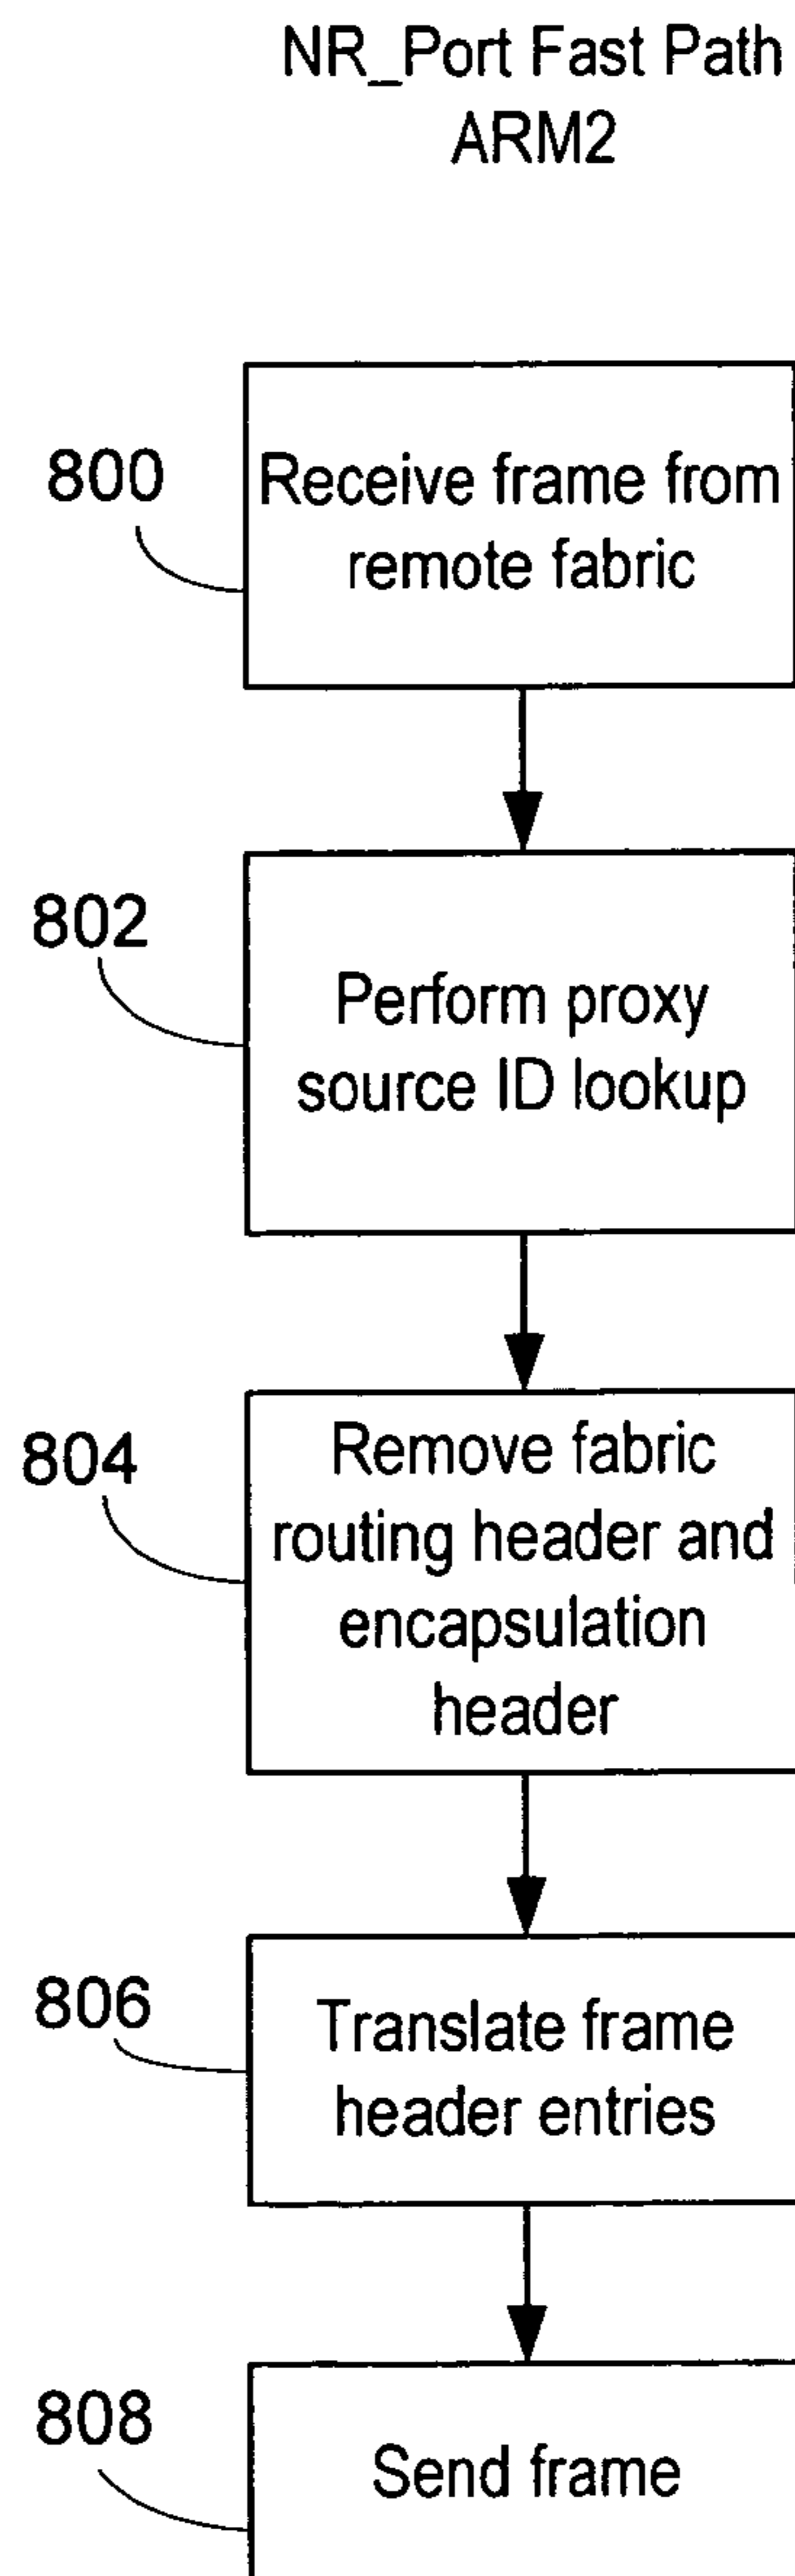 NR_Port Fast Path
ARM2
800
Receive frame from
remote fabric
802
Perform proxy
source ID lookup
804
Remove fabric
routing header and
encapsulation
header
806
Translate frame
header entries
808
Send frame